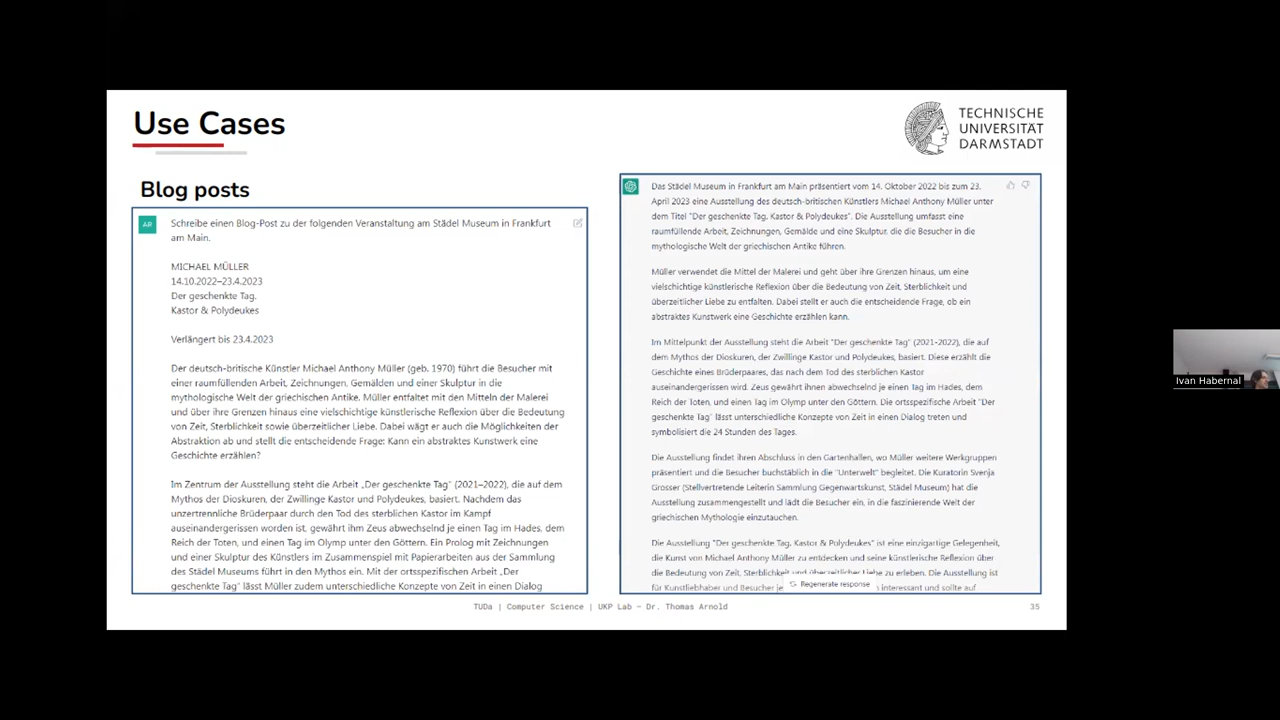 Use Cases
TECHNISCHE
UNIVERSITÄT
DARMSTADT
Blog posts
AR
Schreibe einen Blog-Post zu der folgenden Veranstaltung am Städel Museum in Frankfurt
am Main.
MICHAEL MÜLLER
14.10.2022–23.4.2023
Der geschenkte Tag.
Kastor & Polydeukes
Verlängert bis 23.4.2023
Der deutsch-britische Künstler Michael Anthony Müller (geb. 1970) führt die Besucher mit
einer raumfüllenden Arbeit, Zeichnungen, Gemälden und einer Skulptur in die
mythologische Welt der griechischen Antike. Müller entfaltet mit den Mitteln der Malerei
und über ihre Grenzen hinaus eine vielschichtige künstlerische Reflexion über die Bedeutung
von Zeit, Sterblichkeit sowie überzeitlicher Liebe. Dabei wägt er auch die Möglichkeiten der
Abstraktion ab und stellt die entscheidende Frage: Kann ein abstraktes Kunstwerk eine
Geschichte erzählen?
Im Zentrum der Ausstellung steht die Arbeit „Der geschenkte Tag“ (2021–2022), die auf dem
Mythos der Dioskuren, der Zwillinge Kastor und Polydeukes, basiert. Nachdem das
unzertrennliche Brüderpaar durch den Tod des sterblichen Kastor im Kampf
auseinandergerissen worden ist, gewährt ihm Zeus abwechselnd je einen Tag im Hades, dem
Reich der Toten, und einen Tag im Olymp unter den Göttern. Ein Prolog mit Zeichnungen
und einer Skulptur des Künstlers im Zusammenspiel mit Papierarbeiten aus der Sammlung
des Städel Museums führt in den Mythos ein. Mit der ortsspezifischen Arbeit „Der
geschenkte Tag“ lässt Müller zudem unterschiedliche Konzepte von Zeit in einen Dialog
Das Städel Museum in Frankfurt am Main präsentiert vom 14. Oktober 2022 bis zum 23.
April 2023 eine Ausstellung des deutsch-britischen Künstlers Michael Anthony Müller unter
dem Titel "Der geschenkte Tag. Kastor & Polydeukes". Die Ausstellung umfasst eine
raumfüllende Arbeit, Zeichnungen, Gemälde und eine Skulptur, die die Besucher in die
mythologische Welt der griechischen Antike führen.
Müller verwendet die Mittel der Malerei und geht über ihre Grenzen hinaus, um eine
vielschichtige künstlerische Reflexion über die Bedeutung von Zeit, Sterblichkeit und
überzeitlicher Liebe zu entfalten. Dabei stellt er auch die entscheidende Frage, ob ein
abstraktes Kunstwerk eine Geschichte erzählen kann.
Im Mittelpunkt der Ausstellung steht die Arbeit "Der geschenkte Tag" (2021-2022), die auf
dem Mythos der Dioskuren, der Zwillinge Kastor und Polydeukes, basiert. Diese erzählt die
Geschichte eines Brüderpaares, das nach dem Tod des sterblichen Kastor
auseinandergerissen wird. Zeus gewährt ihnen abwechselnd je einen Tag im Hades, dem
Reich der Toten, und einen Tag im Olymp unter den Göttern. Die ortsspezifische Arbeit "Der
geschenkte Tag" lässt unterschiedliche Konzepte von Zeit in einen Dialog treten und
symbolisiert die 24 Stunden des Tages.
Die Ausstellung findet ihren Abschluss in den Gartenhallen, wo Müller weitere Werkgruppen
präsentiert und die Besucher buchstäblich in die "Unterwelt" begleitet. Die Kuratorin Svenja
Grosser (Stellvertretende Leiterin Sammlung Gegenwartskunst, Städel Museum) hat die
Ausstellung zusammengestellt und lädt die Besucher ein, in die faszinierende Welt der
griechischen Mythologie einzutauchen.
Die Ausstellung "Der geschenkte Tag. Kastor & Polydeukes" ist eine einzigartige Gelegenheit,
die Kunst von Michael Anthony Müller zu entdecken und seine künstlerische Reflexion über
die Bedeutung von Zeit, Sterblichkeit und überzeitlicher Liebe zu erleben. Die Ausstellung ist
für Kunstliebhaber und Besucher je
Regenerate response
interessant und sollte auf
TUDa | Computer Science | UKP Lab – Dr. Thomas Arnold
35
Ivan Habernal